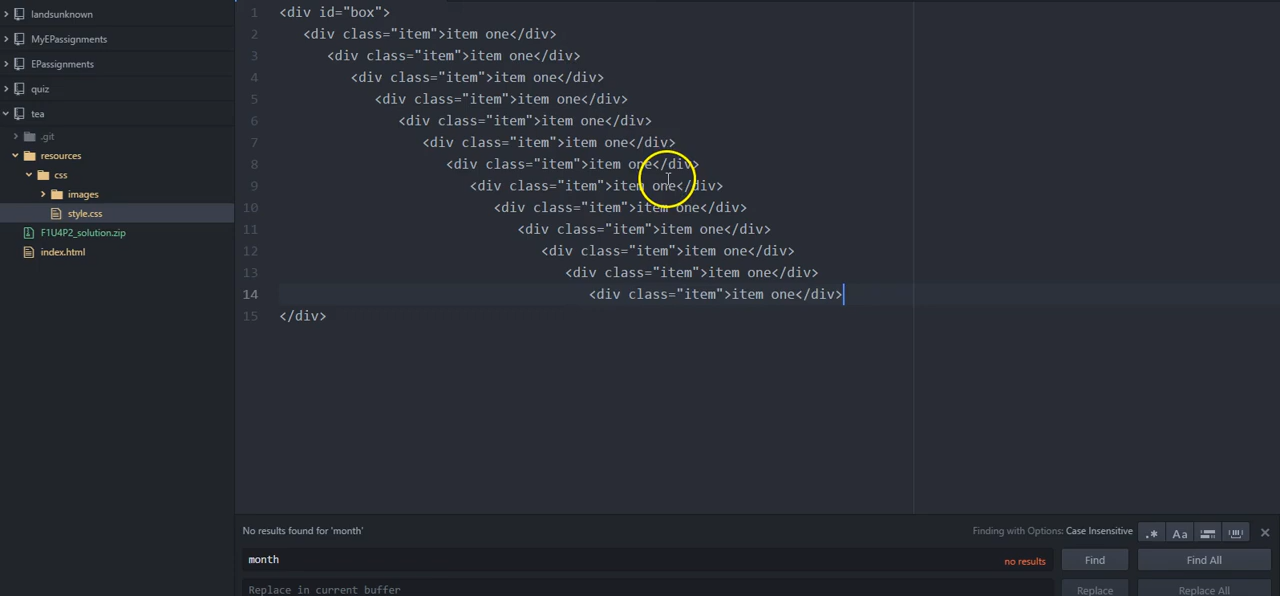 landsunknown
MyEPassignments
EPassignments
quiz
tea
.git
resources
css
images
style.css
F1U4P2_solution.zip
index.html
1 <div id="box">
2 <div class="item">item one</div>
3 <div class="item">item one</div>
4 <div class="item">item one</div>
5 <div class="item">item one</div>
6 <div class="item">item one</div>
7 <div class="item">item one</div>
8 <div class="item">item one</div>
9 <div class="item">item one</div>
10 <div class="item">item one</div>
11 <div class="item">item one</div>
12 <div class="item">item one</div>
13 <div class="item">item one</div>
14 <div class="item">item one</div>
15 </div>
No results found for 'month' Finding with Options: Case Insensitive .* Aa
month no results Find Find All
Replace in current buffer Replace Replace All